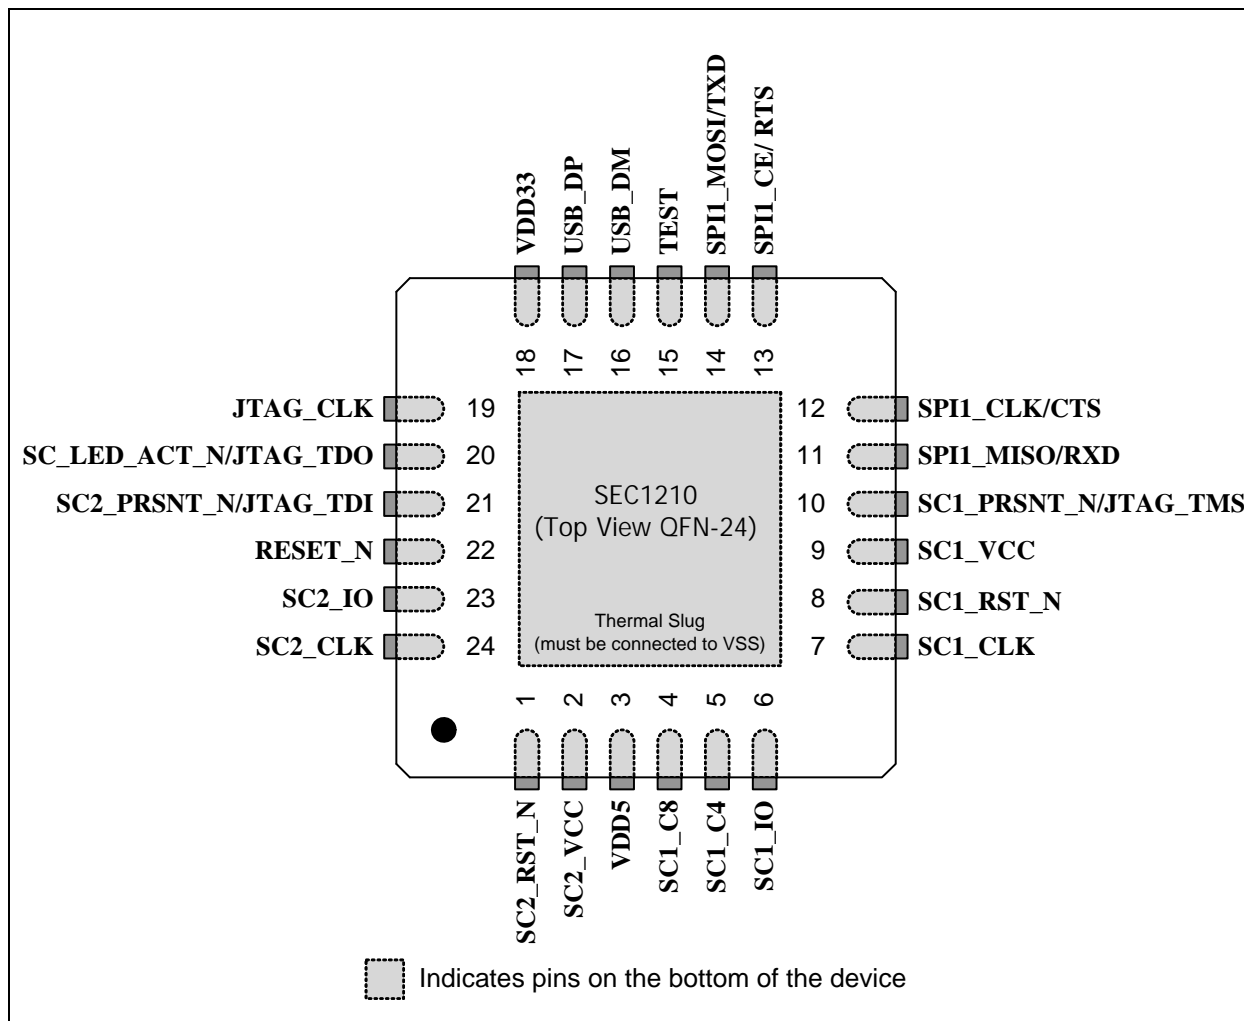 VDD33
USB_DP
USB_DM
TEST
SPI1_MOSI/TXD
SPI1_CE/ RTS
18
17
16
15
14
13
JTAG_CLK 19
SC_LED_ACT_N/JTAG_TDO 20
SC2_PRSNT_N/JTAG_TDI 21
RESET_N 22
SC2_IO 23
SC2_CLK 24
SEC1210
(Top View QFN-24)
Thermal Slug
(must be connected to VSS)
12 SPI1_CLK/CTS
11 SPI1_MISO/RXD
10 SC1_PRSNT_N/JTAG_TMS
9 SC1_VCC
8 SC1_RST_N
7 SC1_CLK
1
2
3
4
5
6
SC2_RST_N
SC2_VCC
VDD5
SC1_C8
SC1_C4
SC1_IO
Indicates pins on the bottom of the device